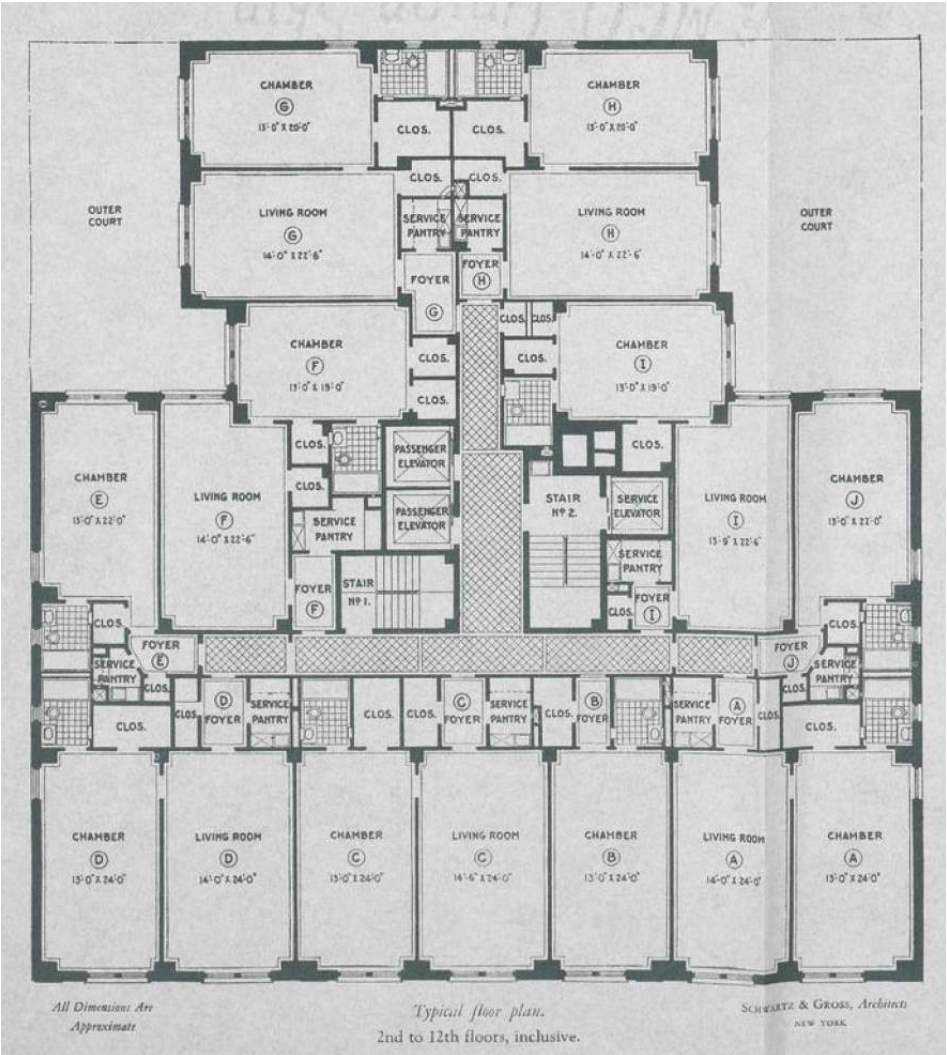 CHAMBER
G
13'-0" X 20'-0"
CLOS.
CLOS.
CHAMBER
H
13'-0" X 20'-0"
CLOS.
CLOS.
OUTER
COURT
LIVING ROOM
G
14'-0" X 22'-6"
SERVICE
PANTRY
SERVICE
PANTRY
LIVING ROOM
H
14'-0" X 22'-6"
OUTER
COURT
FOYER
G
FOYER
H
CHAMBER
F
13'-0" X 19'-0"
CLOS.
CLOS.
CLOS.
CLOS.
CLOS.
CHAMBER
I
13'-0" X 19'-0"
CHAMBER
E
13'-0" X 22'-0"
LIVING ROOM
F
14'-0" X 22'-6"
CLOS.
CLOS.
SERVICE
PANTRY
FOYER
F
PASSENGER
ELEVATOR
PASSENGER
ELEVATOR
STAIR
Nº 1.
STAIR
Nº 2.
CLOS.
SERVICE
ELEVATOR
SERVICE
PANTRY
CLOS.
FOYER
I
LIVING ROOM
I
13'-9" X 22'-6"
CHAMBER
J
13'-0" X 22'-0"
CLOS.
FOYER
E
SERVICE
PANTRY
CLOS.
CLOS.
FOYER
J
SERVICE
PANTRY
CLOS.
CLOS.
CLOS.
D
FOYER
SERVICE
PANTRY
CLOS.
CLOS.
C
FOYER
SERVICE
PANTRY
CLOS.
B
FOYER
SERVICE
PANTRY
A
FOYER
CLOS.
CLOS.
CHAMBER
D
13'-0" X 24'-0"
LIVING ROOM
D
14'-0" X 24'-0"
CHAMBER
C
13'-0" X 24'-0"
LIVING ROOM
C
14'-6" X 24'-0"
CHAMBER
B
13'-0" X 24'-0"
LIVING ROOM
A
14'-0" X 24'-0"
CHAMBER
A
13'-0" X 24'-0"
All Dimensions Are
Approximate
Typical floor plan.
2nd to 12th floors, inclusive.
SCHWARTZ & GROSS, Architects
NEW YORK